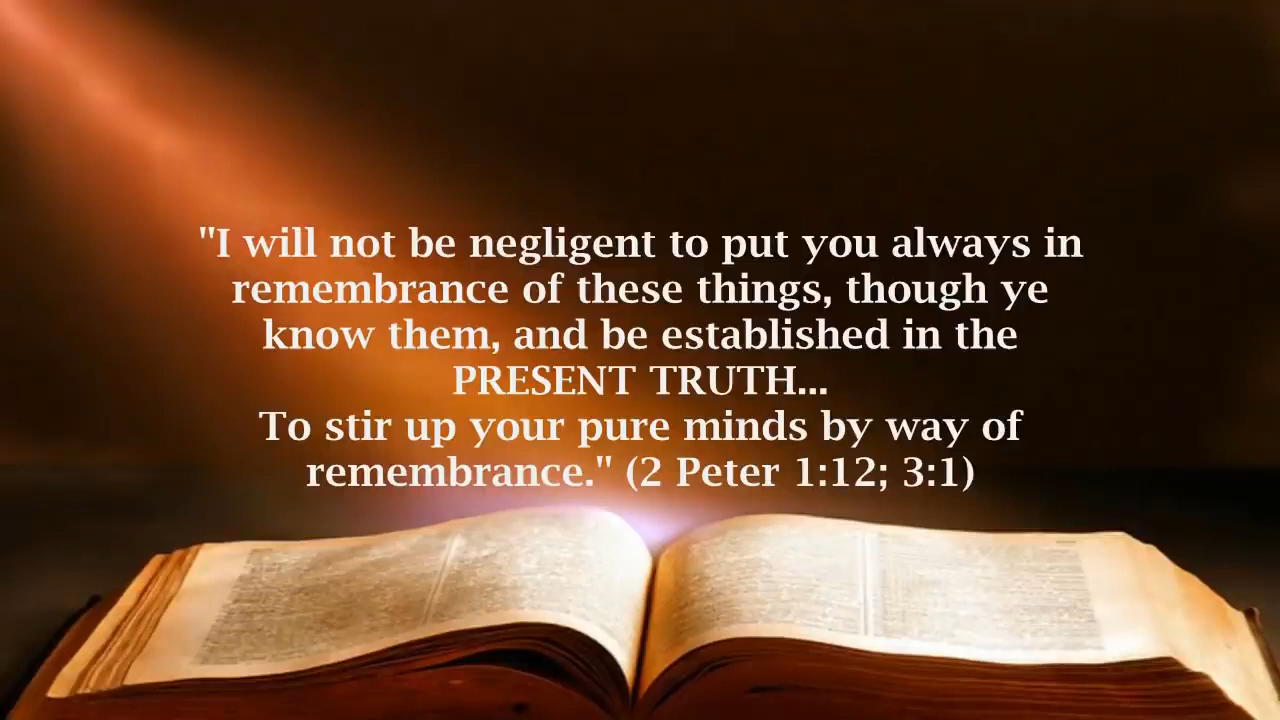 "I will not be negligent to put you always in
remembrance of these things, though ye
know them, and be established in the
PRESENT TRUTH...
To stir up your pure minds by way of
remembrance." (2 Peter 1:12; 3:1)